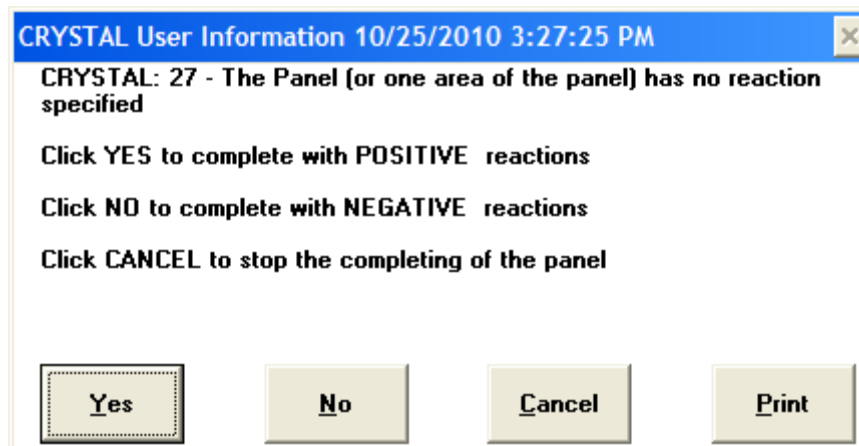 CRYSTAL User Information 10/25/2010 3:27:25 PM
CRYSTAL: 27 - The Panel (or one area of the panel) has no reaction
specified
Click YES to complete with POSITIVE  reactions
Click NO to complete with NEGATIVE  reactions
Click CANCEL to stop the completing of the panel
Yes No Cancel Print